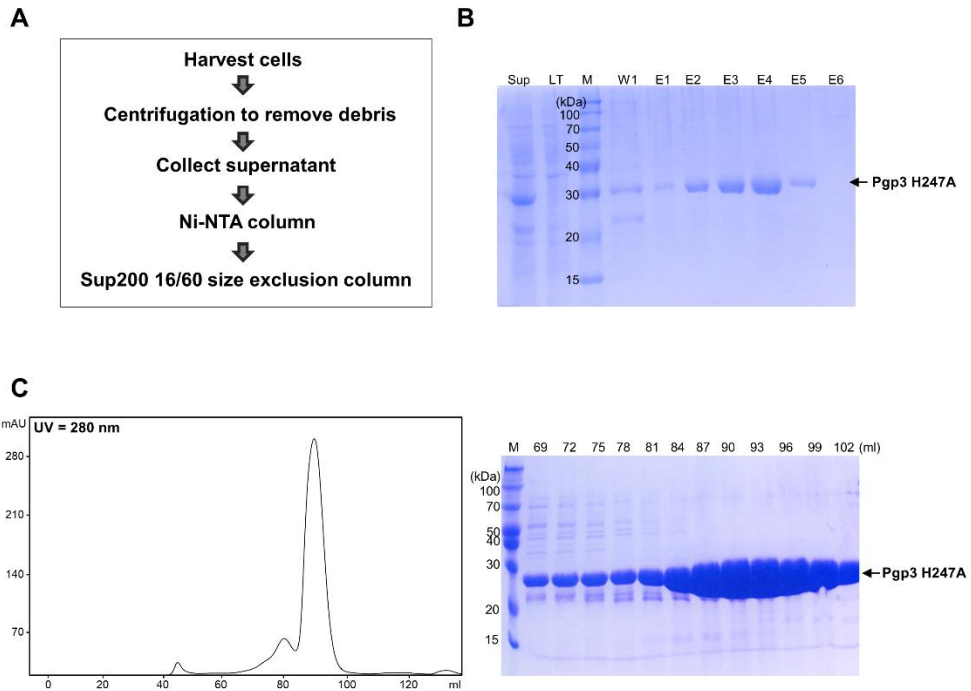 A
Harvest cells
Centrifugation to remove debris
Collect supernatant
Ni-NTA column
Sup200 16/60 size exclusion column
B
Sup LT M W1 E1 E2 E3 E4 E5 E6
(kDa)
100
70
50
40
30
20
15
Pgp3 H247A
C
mAU
UV = 280 nm
280
210
140
70
0 20 40 60 80 100 120 ml
M 69 72 75 78 81 84 87 90 93 96 99 102 (ml)
(kDa)
100
70
50
40
30
20
15
Pgp3 H247A